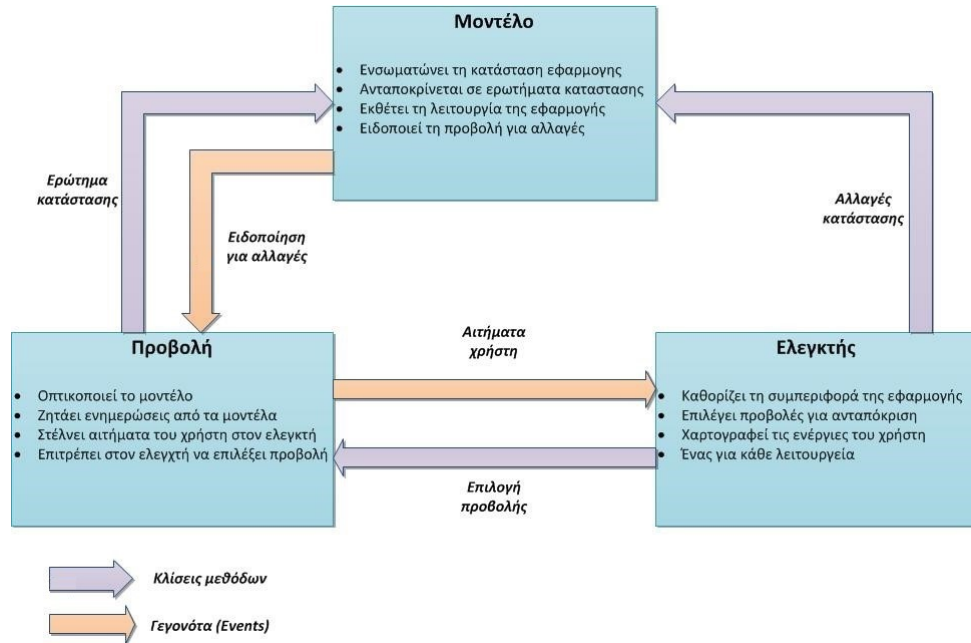 Μοντέλο
• Ενσωματώνει τη κατάσταση εφαρμογης
• Ανταποκρίνεται σε ερωτήματα καταστασης
• Εκθέτει τη λειτουργία της εφαρμογής
• Ειδοποιεί τη προβολή για αλλαγές
Ερώτημα
κατάστασης
Αλλαγές
κατάστασης
Ειδοποίηση
για αλλαγές
Προβολή
• Οπτικοποιεί το μοντέλο
• Ζητάει ενημερώσεις από τα μοντέλα
• Στέλνει αιτήματα του χρήστη στον ελεγκτή
• Επιτρέπει στον ελεγχτή να επιλέξει προβολή
Αιτήματα
χρήστη
Επιλογή
προβολής
Ελεγκτής
• Καθορίζει τη συμπεριφορά της εφαρμογής
• Επιλέγει προβολές για ανταπόκριση
• Χαρτογραφεί τις ενέργιες του χρήστη
• Ένας για κάθε λειτουργεία
Κλίσεις μεθόδων
Γεγονότα (Events)